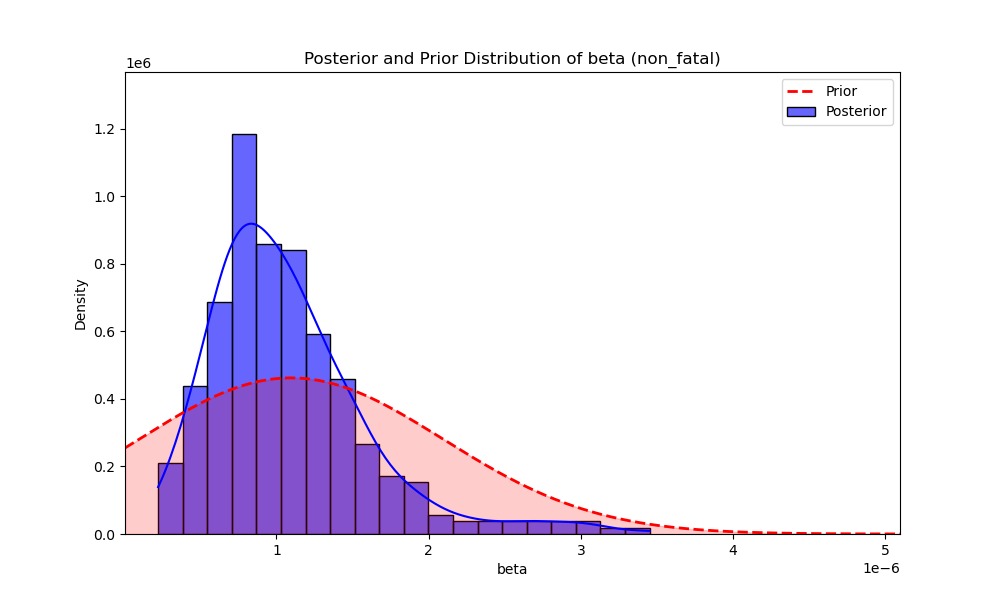 Posterior and Prior Distribution of beta (non_fatal)
1e6
Prior
Posterior
1.2
1.0
0.8
0.6
0.4
0.2
0.0
Density
1
2
3
4
5
beta
1e−6